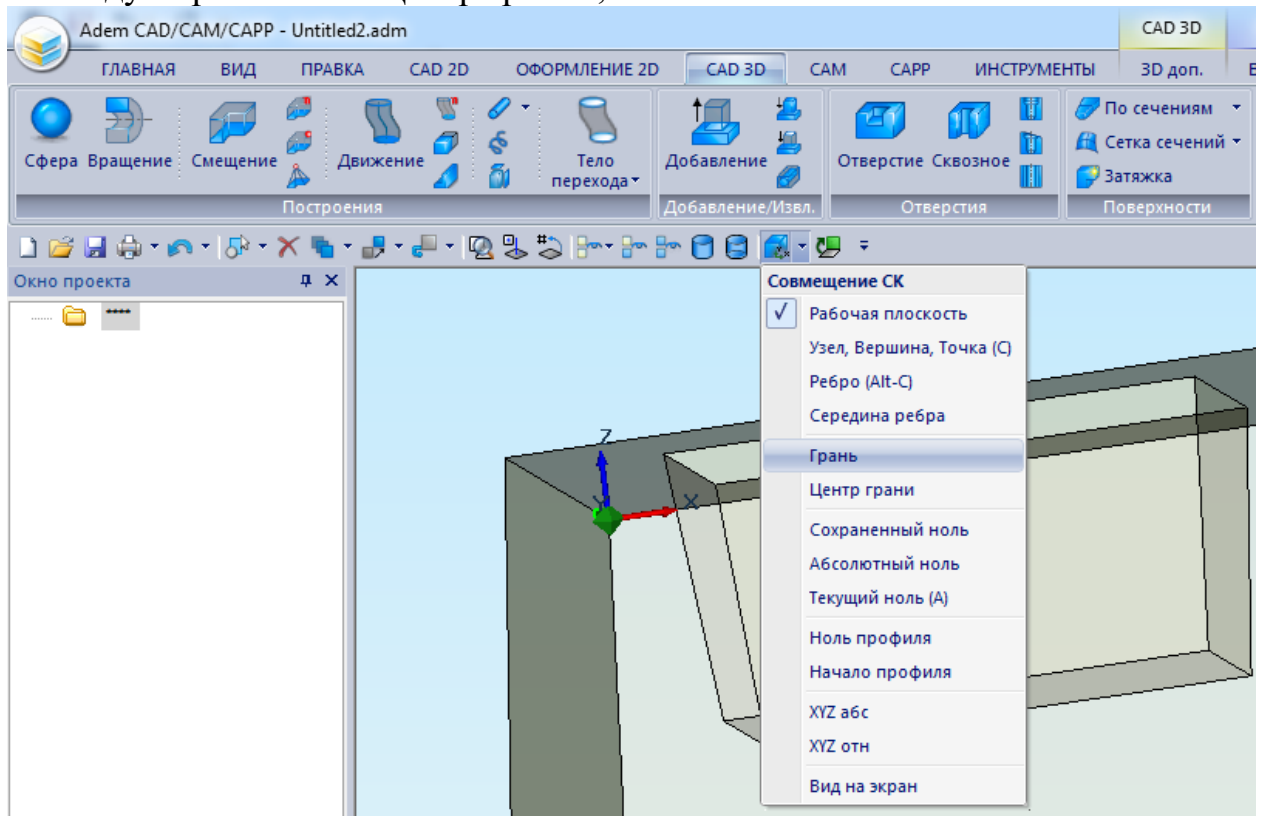 Adem CAD/CAM/CAPP - Untitled2.adm
CAD 3D
ГЛАВНАЯ ВИД ПРАВКА CAD 2D ОФОРМЛЕНИЕ 2D CAD 3D CAM CAPP ИНСТРУМЕНТЫ 3D доп.
Сфера Вращение Смещение Движение Тело перехода Добавление Отверстие Сквозное
По сечениям
Сетка сечений
Затяжка
Построения Добавление/Извл. Отверстия Поверхности
Окно проекта
****
Совмещение СК
Рабочая плоскость
Узел, Вершина, Точка (C)
Ребро (Alt-C)
Середина ребра
Грань
Центр грани
Сохраненный ноль
Абсолютный ноль
Текущий ноль (A)
Ноль профиля
Начало профиля
XYZ абс
XYZ отн
Вид на экран
Z
Y
X